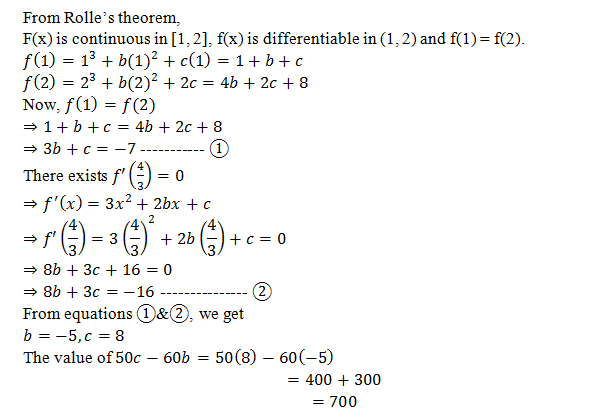 From Rolle’s theorem,
F(x) is continuous in [1, 2], f(x) is differentiable in (1, 2) and f(1) = f(2).
f(1) = 1³ + b(1)² + c(1) = 1 + b + c
f(2) = 2³ + b(2)² + 2c = 4b + 2c + 8
Now, f(1) = f(2)
⇒ 1 + b + c = 4b + 2c + 8
⇒ 3b + c = −7 ----------- ①
There exists f′(4/3) = 0
⇒ f′(x) = 3x² + 2bx + c
⇒ f′(4/3) = 3(4/3)² + 2b(4/3) + c = 0
⇒ 8b + 3c + 16 = 0
⇒ 8b + 3c = −16 --------------- ②
From equations ①&②, we get
b = −5, c = 8
The value of 50c − 60b = 50(8) − 60(−5)
= 400 + 300
= 700